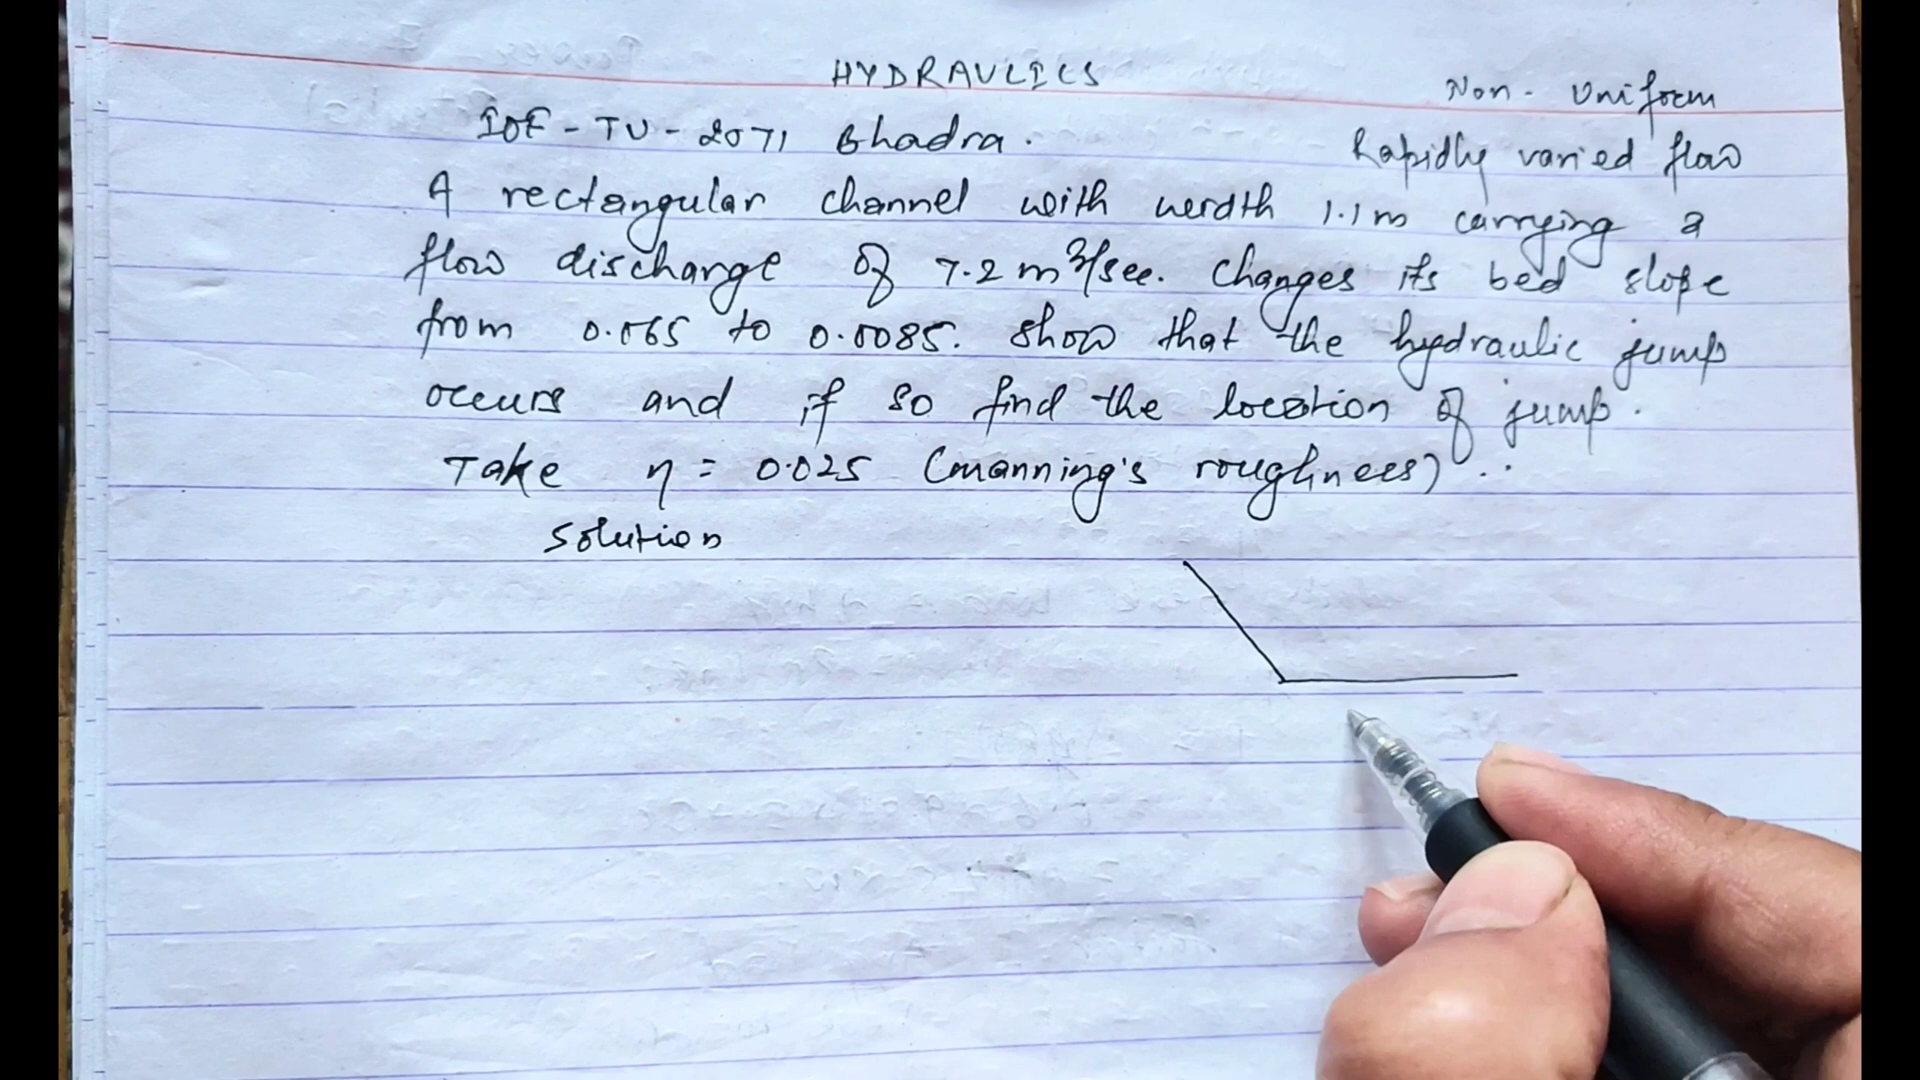 HYDRAULICS
Non - Uniform
IOE - TU - 2071 Bhadra.
Rapidly varied flow
A rectangular channel with width 1.1m carrying a
flow discharge of 7.2 m³/sec. changes its bed slope
from 0.065 to 0.0085. Show that the hydraulic jump
occurs and if so find the location of jump.
Take η = 0.025 (manning's roughness)
Solution